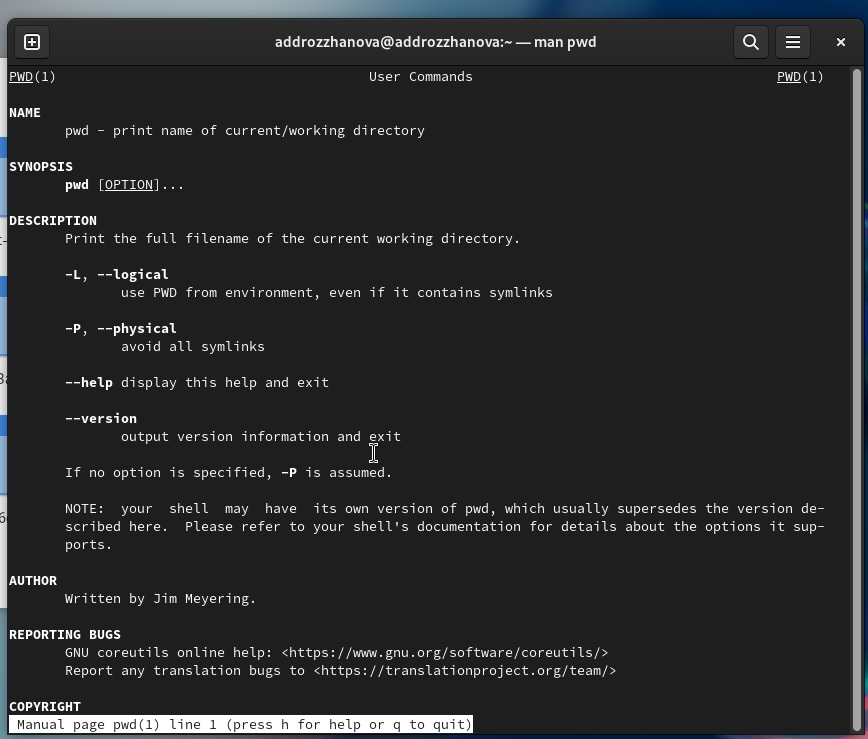 addrozzhanova@addrozzhanova:~ — man pwd
PWD(1) User Commands PWD(1)
NAME
pwd - print name of current/working directory
SYNOPSIS
pwd [OPTION]...
DESCRIPTION
Print the full filename of the current working directory.
-L, --logical
use PWD from environment, even if it contains symlinks
-P, --physical
avoid all symlinks
--help display this help and exit
--version
output version information and exit
If no option is specified, -P is assumed.
NOTE: your shell may have its own version of pwd, which usually supersedes the version de-
scribed here. Please refer to your shell's documentation for details about the options it sup-
ports.
AUTHOR
Written by Jim Meyering.
REPORTING BUGS
GNU coreutils online help: <https://www.gnu.org/software/coreutils/>
Report any translation bugs to <https://translationproject.org/team/>
COPYRIGHT
Manual page pwd(1) line 1 (press h for help or q to quit)